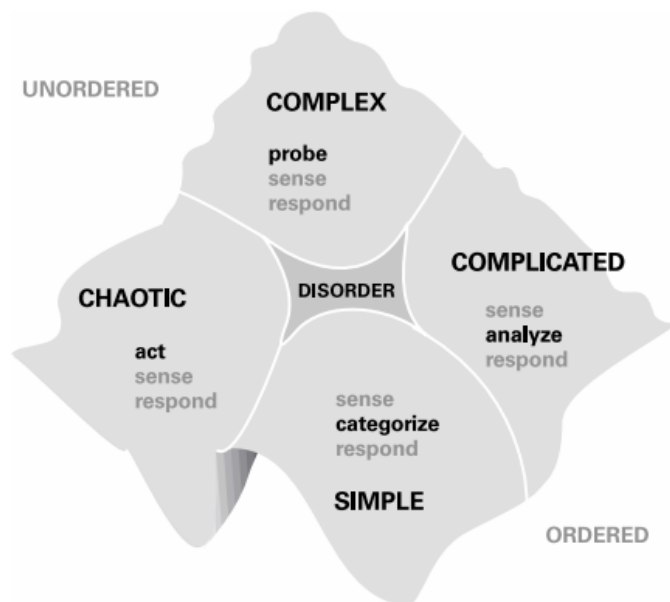 UNORDERED
COMPLEX
probe
sense
respond
COMPLICATED
sense
analyze
respond
CHAOTIC
act
sense
respond
DISORDER
sense
categorize
respond
SIMPLE
ORDERED